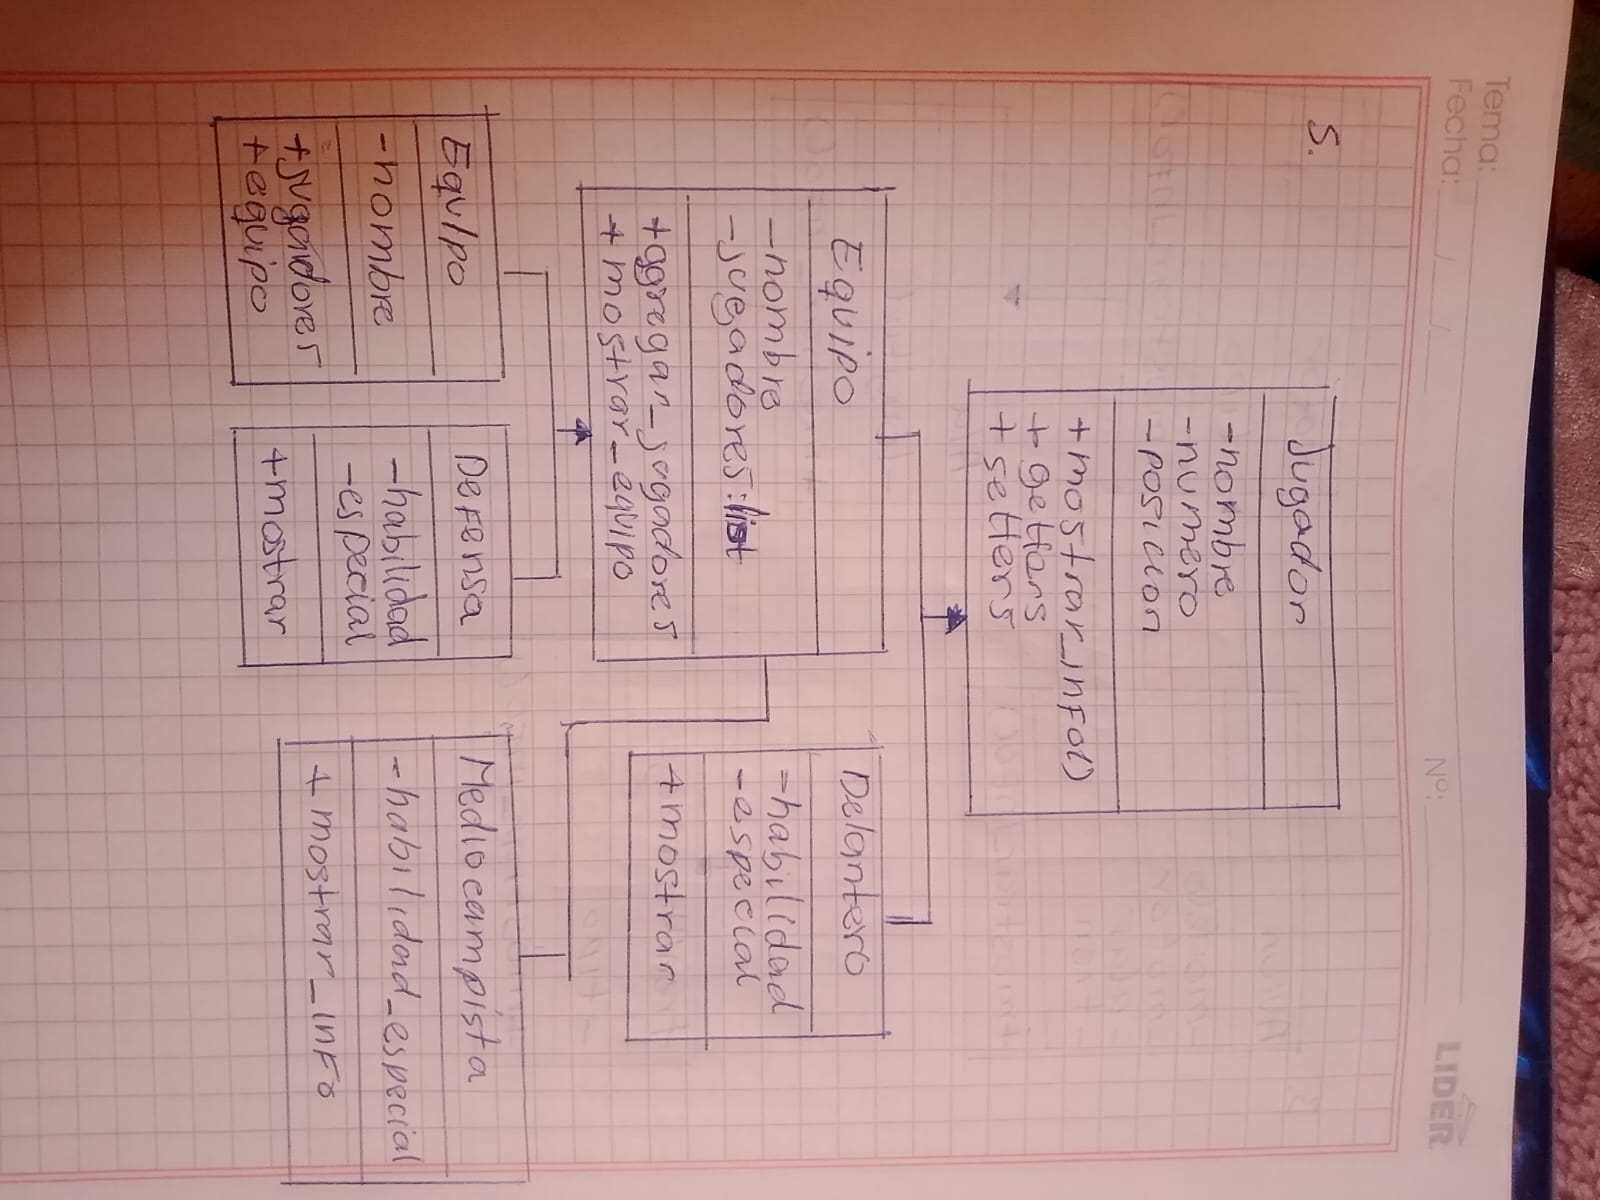 Tema:
Fecha: / /
Nº:
LIDER
5.
Jugador
-nombre
-numero
-posicion
+mostrar_info()
+gettars
+setters
Equipo
-nombre
-jugadores:list
+agregar_jugadores
+mostrar_equipo
Delantero
-habilidad
-especial
+mostrar
Equipo
-nombre
+jugadores
+equipo
Defensa
-habilidad
-especial
+mostrar
Mediocampista
-habilidad_especial
+mostrar_info